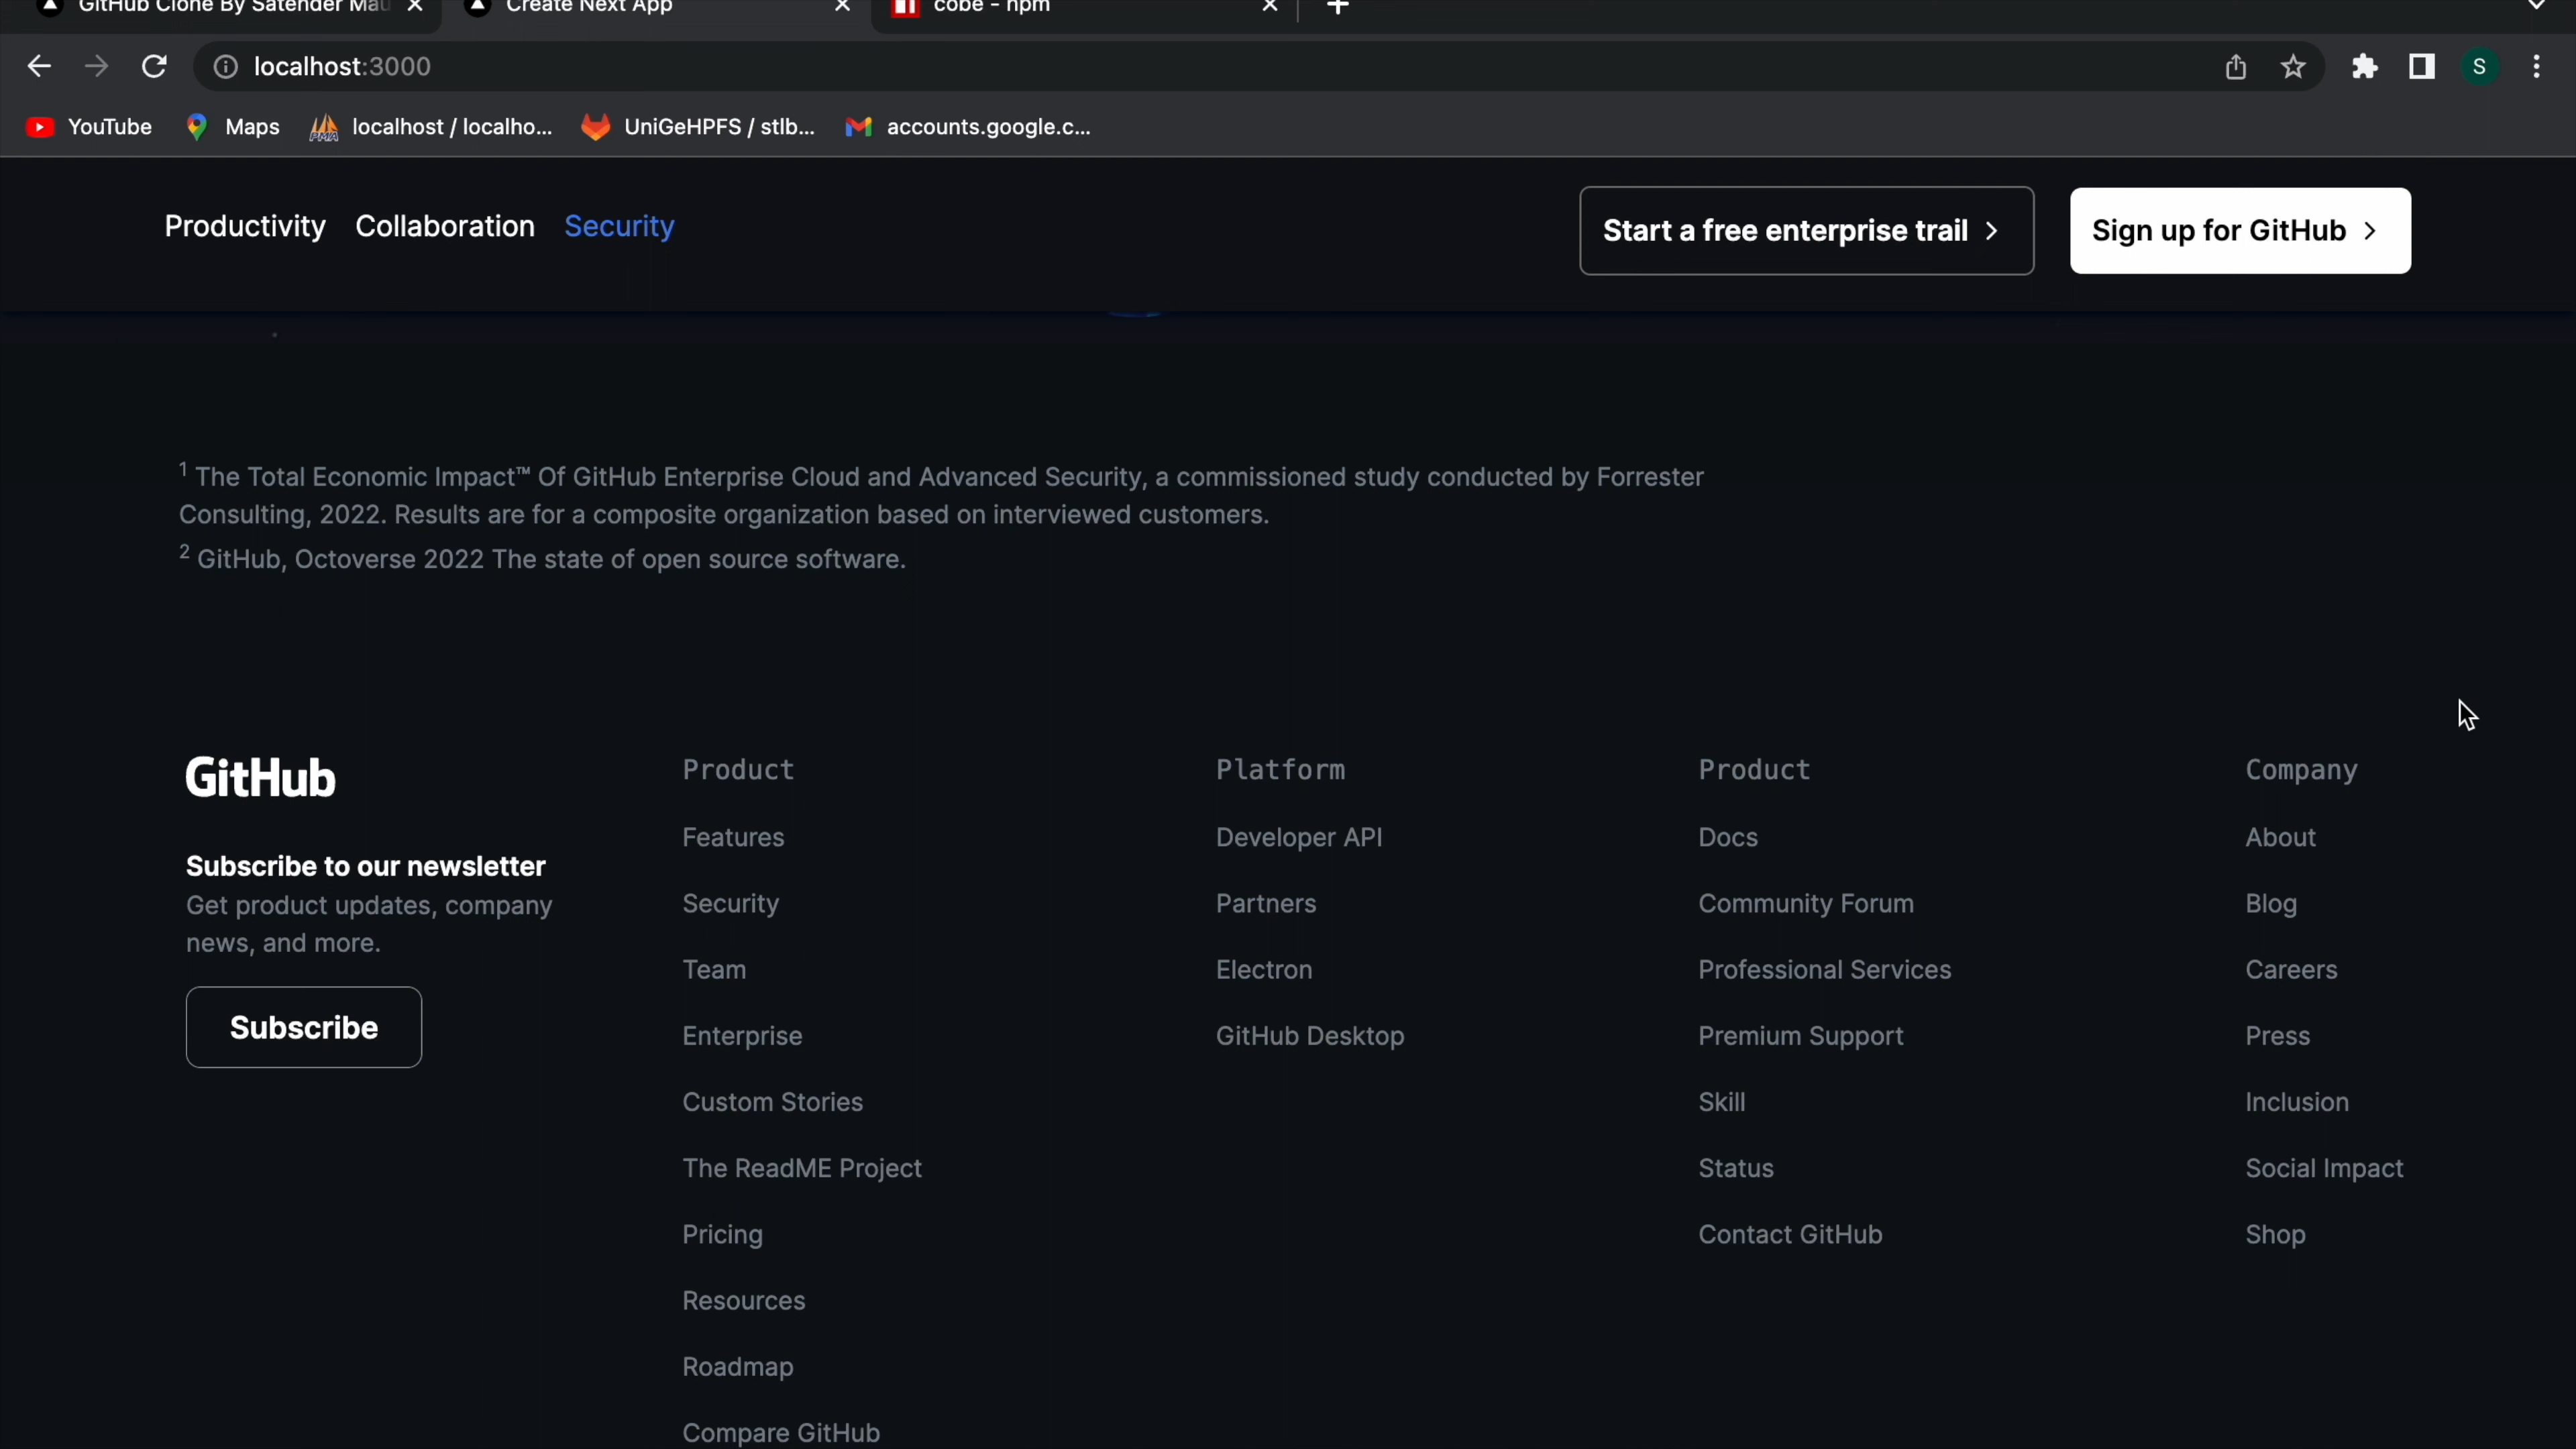 GitHub Clone By Satender Mau
Create Next App
cobe - npm
localhost:3000
S
YouTube
Maps
localhost / localho...
UniGeHPFS / stlb...
accounts.google.c...
Productivity Collaboration Security
Start a free enterprise trail
Sign up for GitHub
1 The Total Economic Impact™ Of GitHub Enterprise Cloud and Advanced Security, a commissioned study conducted by Forrester
Consulting, 2022. Results are for a composite organization based on interviewed customers.
2 GitHub, Octoverse 2022 The state of open source software.
GitHub
Subscribe to our newsletter
Get product updates, company
news, and more.
Subscribe
Product
Features
Security
Team
Enterprise
Custom Stories
The ReadME Project
Pricing
Resources
Roadmap
Compare GitHub
Platform
Developer API
Partners
Electron
GitHub Desktop
Product
Docs
Community Forum
Professional Services
Premium Support
Skill
Status
Contact GitHub
Company
About
Blog
Careers
Press
Inclusion
Social Impact
Shop